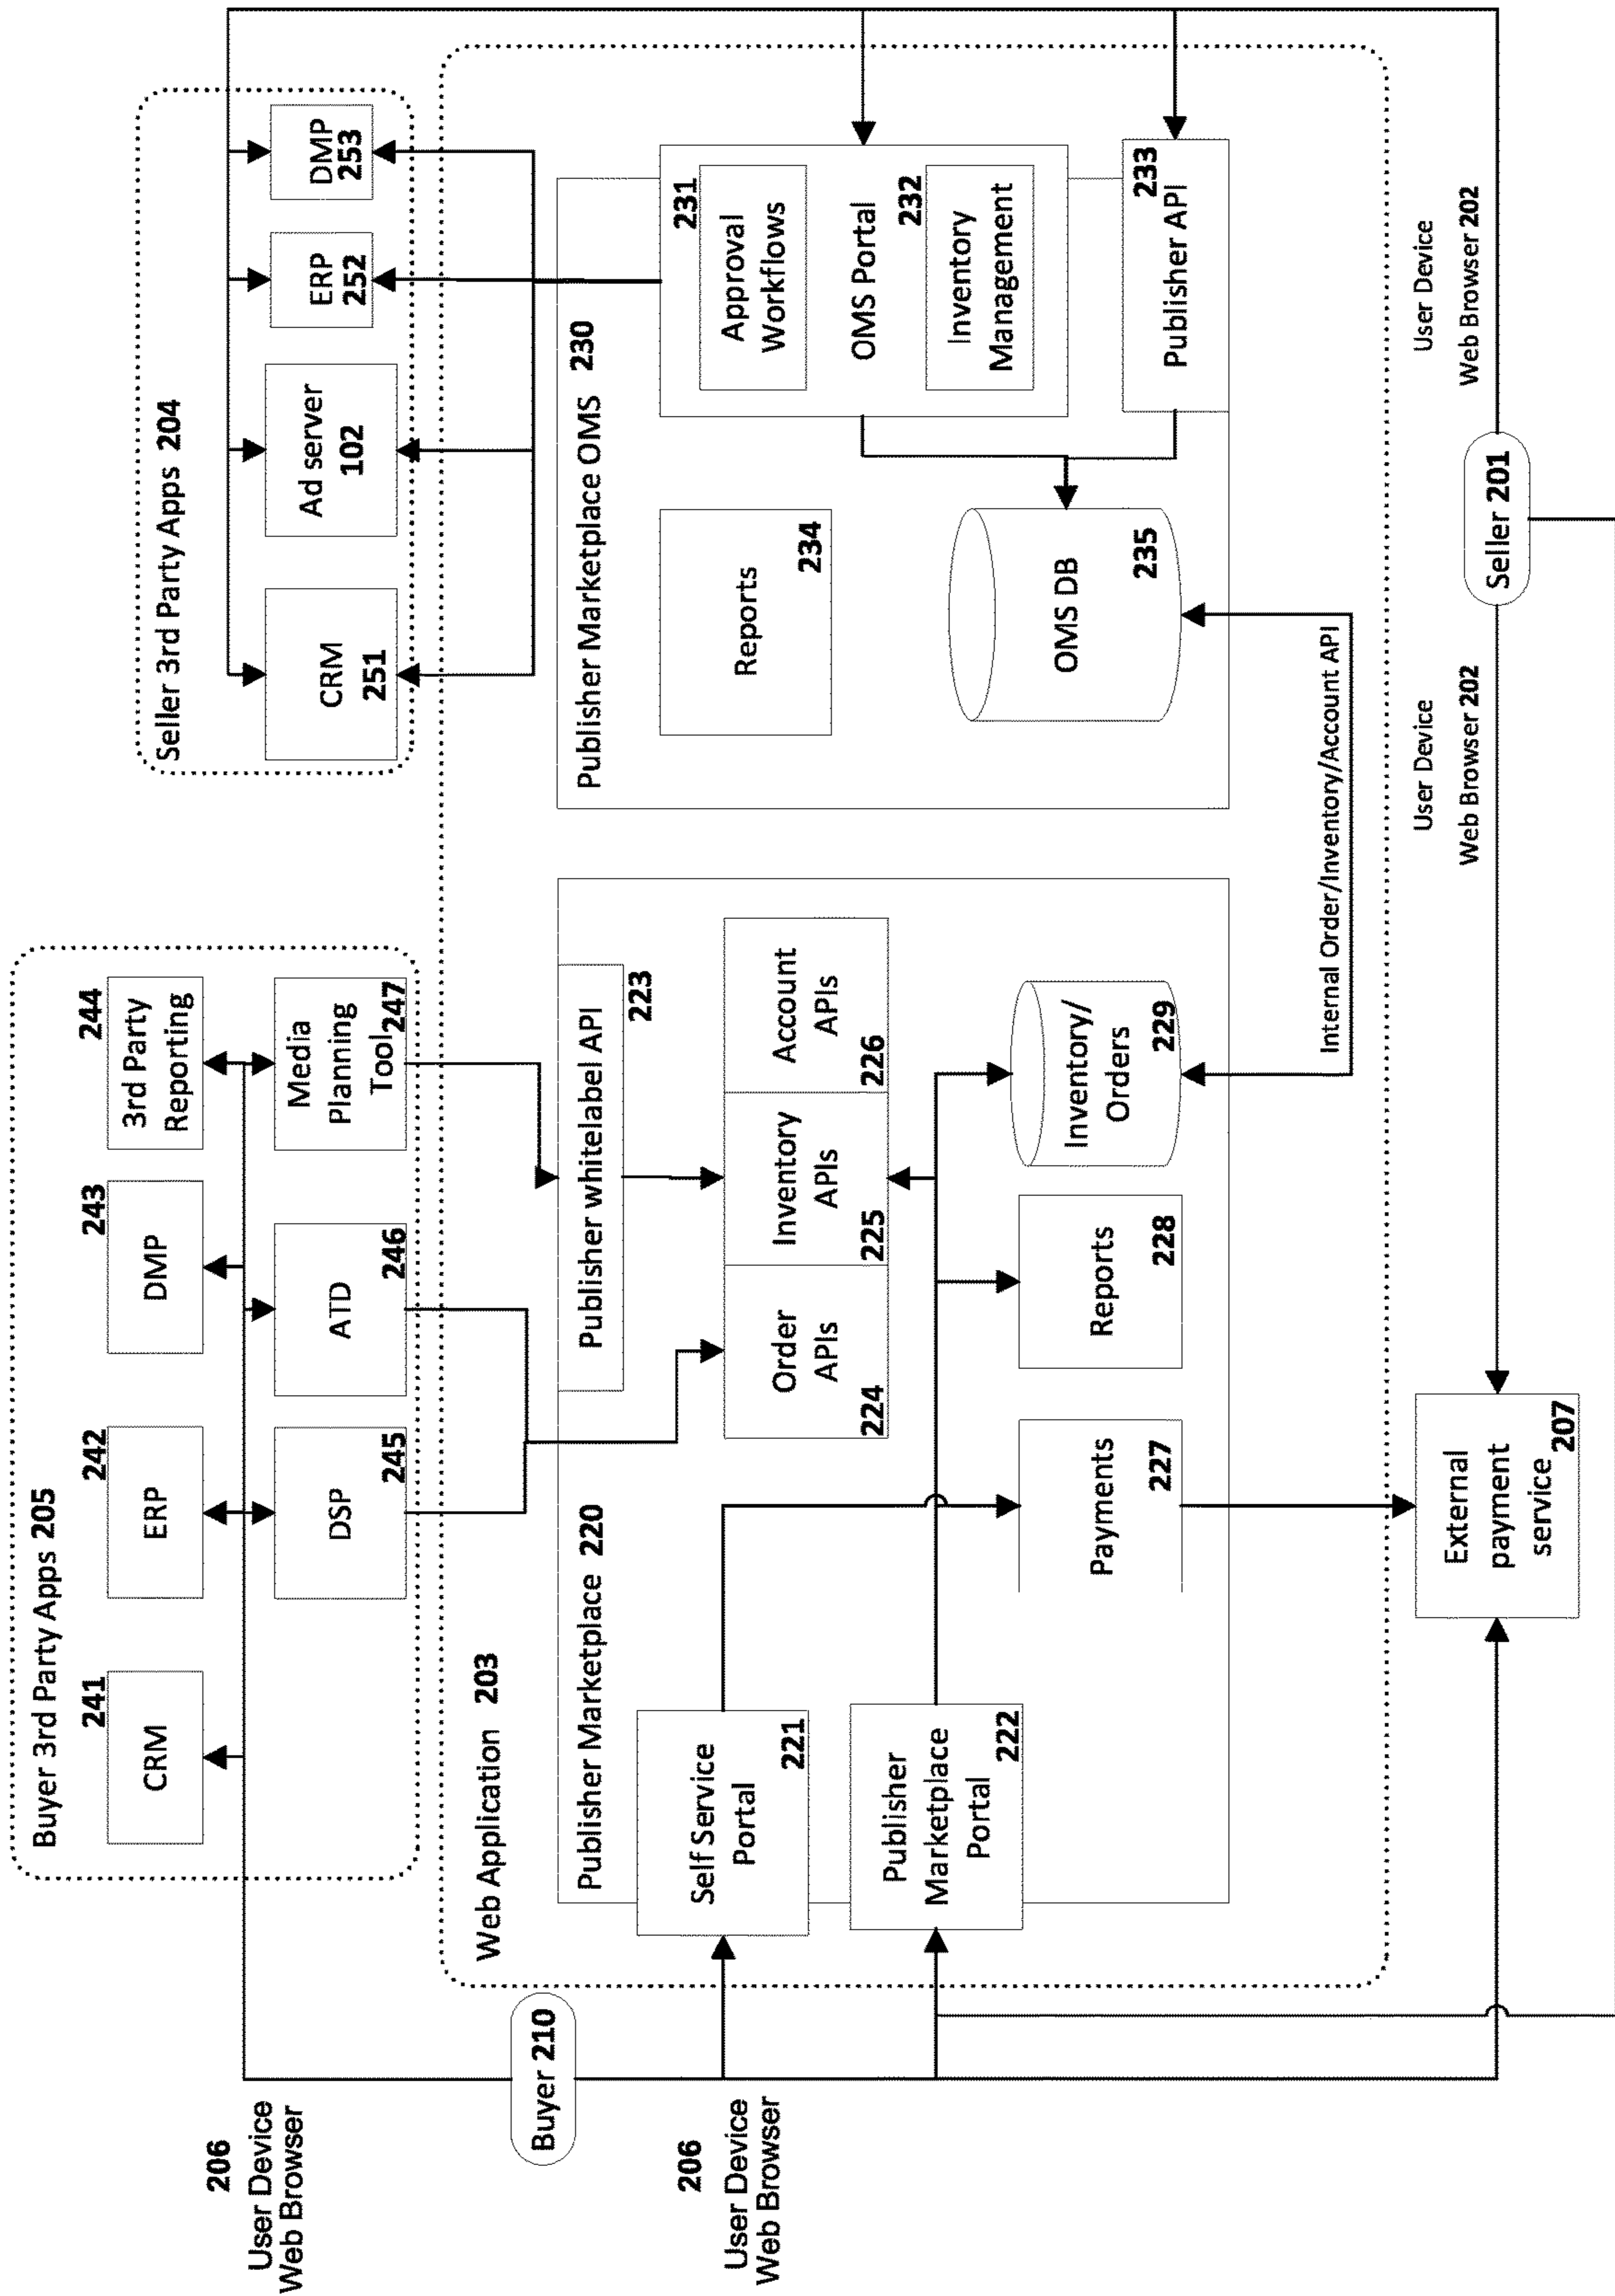 Buyer 3rd Party Apps 205
241
CRM
242
ERP
243
DMP
244
3rd Party
Reporting
DSP
245
ATD
246
Media
Planning
Tool
247
Seller 3rd Party Apps 204
CRM
251
Ad server
102
ERP
252
DMP
253
206
User Device
Web Browser
Buyer 210
206
User Device
Web Browser
Web Application 203
Publisher Marketplace 220
Self Service
Portal
221
Publisher
Marketplace
Portal
222
Publisher whitelabel API
223
Order
APIs
224
Inventory
APIs
225
Account
APIs
226
Payments
227
Reports
228
Inventory/
Orders
229
Publisher Marketplace OMS 230
Reports
234
OMS DB
235
231
Approval
Workflows
OMS Portal
232
Inventory
Management
233
Publisher API
Internal Order/Inventory/Account API
External
payment
service
207
User Device
Web Browser 202
Seller 201
User Device
Web Browser 202